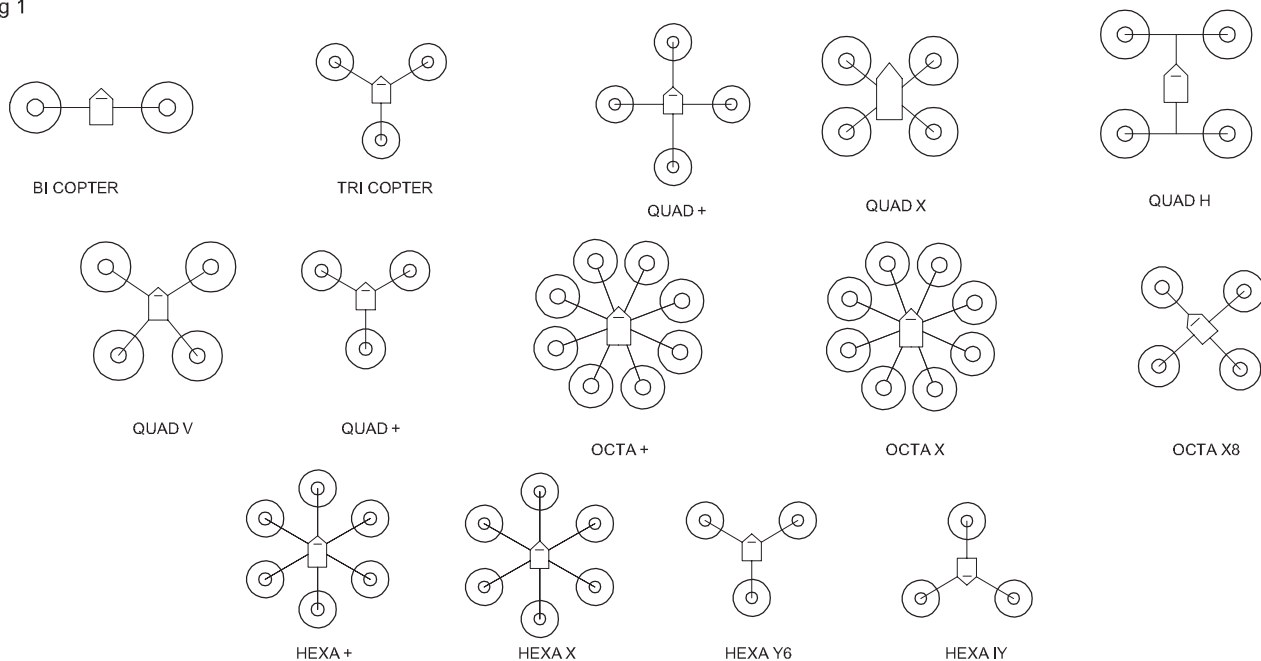 g 1
BI COPTER
TRI COPTER
QUAD +
QUAD X
QUAD H
QUAD V
QUAD +
OCTA +
OCTA X
OCTA X8
HEXA +
HEXA X
HEXA Y6
HEXA IY